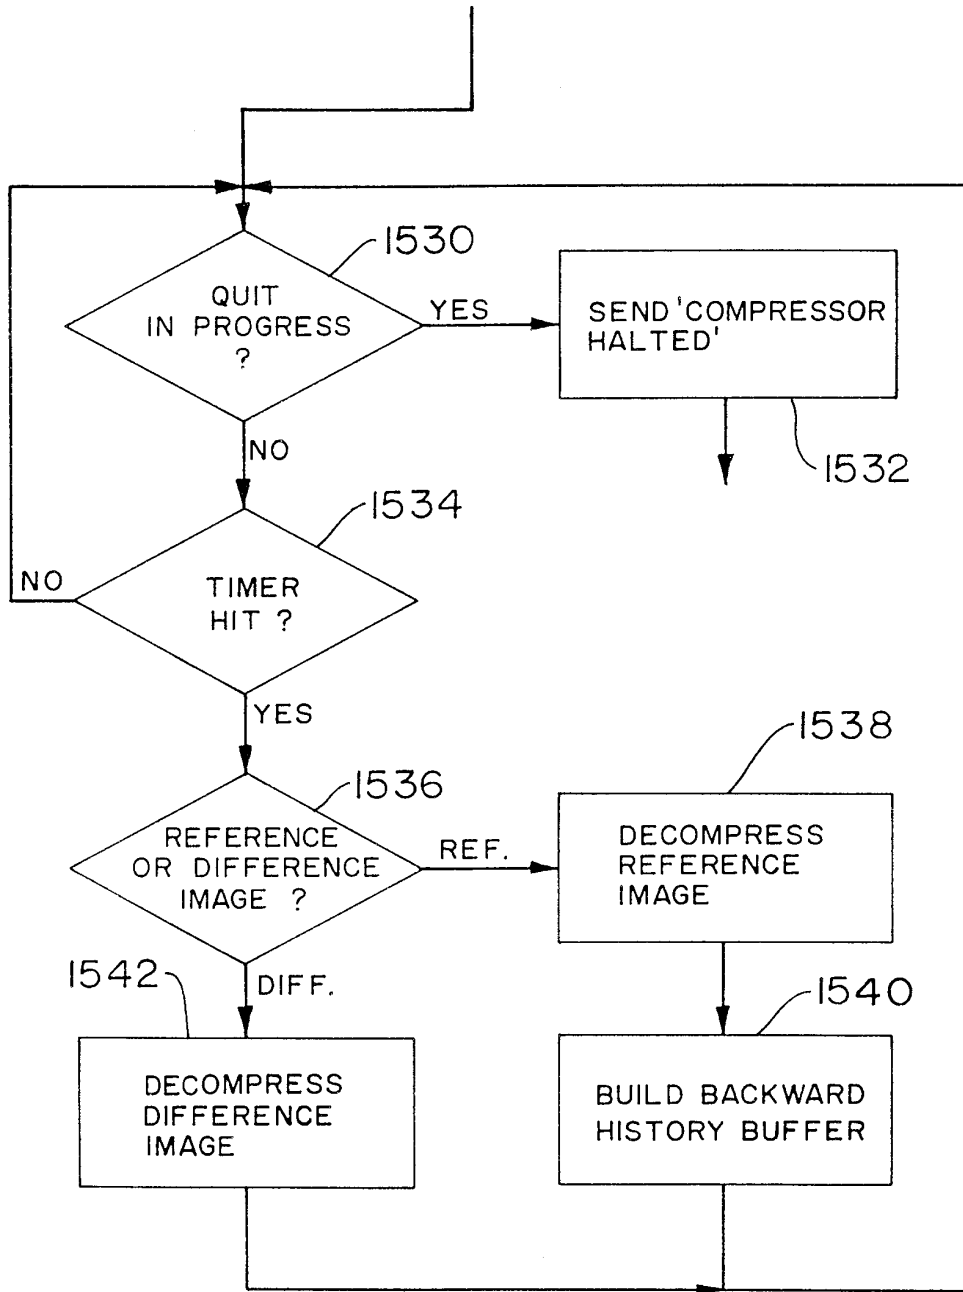 1530
QUIT
IN PROGRESS
?
YES
SEND 'COMPRESSOR
HALTED'
1532
NO
1534
TIMER
HIT ?
NO
YES
1536
REFERENCE
OR DIFFERENCE
IMAGE ?
REF.
1538
DECOMPRESS
REFERENCE
IMAGE
DIFF.
1542
DECOMPRESS
DIFFERENCE
IMAGE
1540
BUILD BACKWARD
HISTORY BUFFER